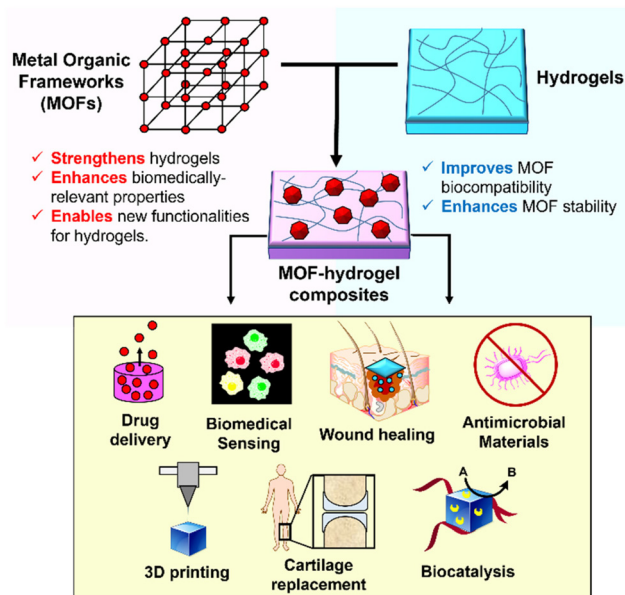 Metal Organic
Frameworks
(MOFs)
Hydrogels
✓ Strengthens hydrogels
✓ Enhances biomedically-
relevant properties
✓ Enables new functionalities
for hydrogels.
✓ Improves MOF
biocompatibility
✓ Enhances MOF stability
MOF-hydrogel
composites
Drug
delivery
Biomedical
Sensing
Wound healing
Antimicrobial
Materials
3D printing
Cartilage
replacement
A
B
Biocatalysis